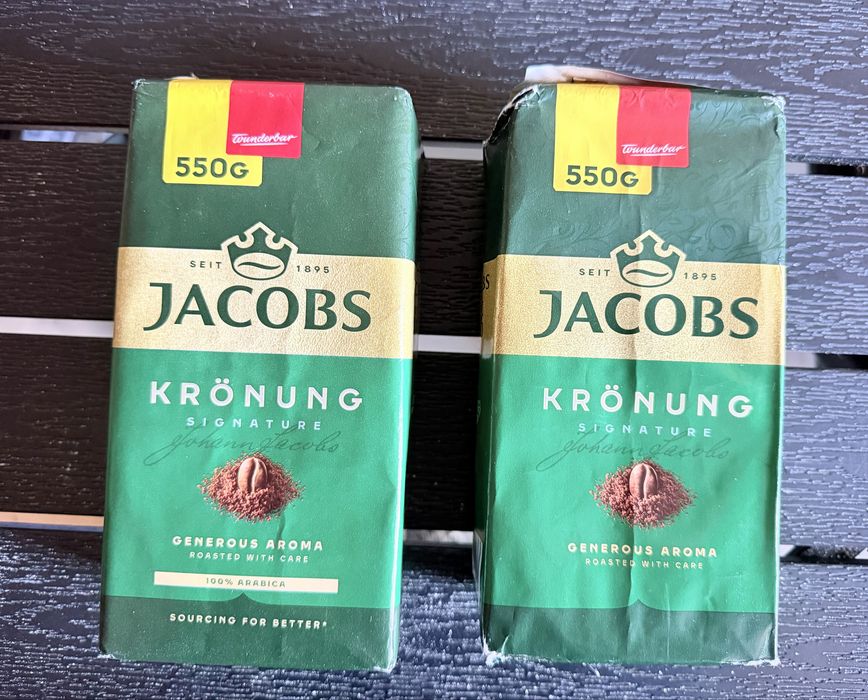 wunderbar
550G
SEIT 1895
JACOBS
KRÖNUNG
SIGNATURE
Johann Jacobs
GENEROUS AROMA
ROASTED WITH CARE
100% ARABICA
SOURCING FOR BETTER*
wunderbar
550G
SEIT 1895
JACOBS
KRÖNUNG
SIGNATURE
Johann Jacobs
GENEROUS AROMA
ROASTED WITH CARE